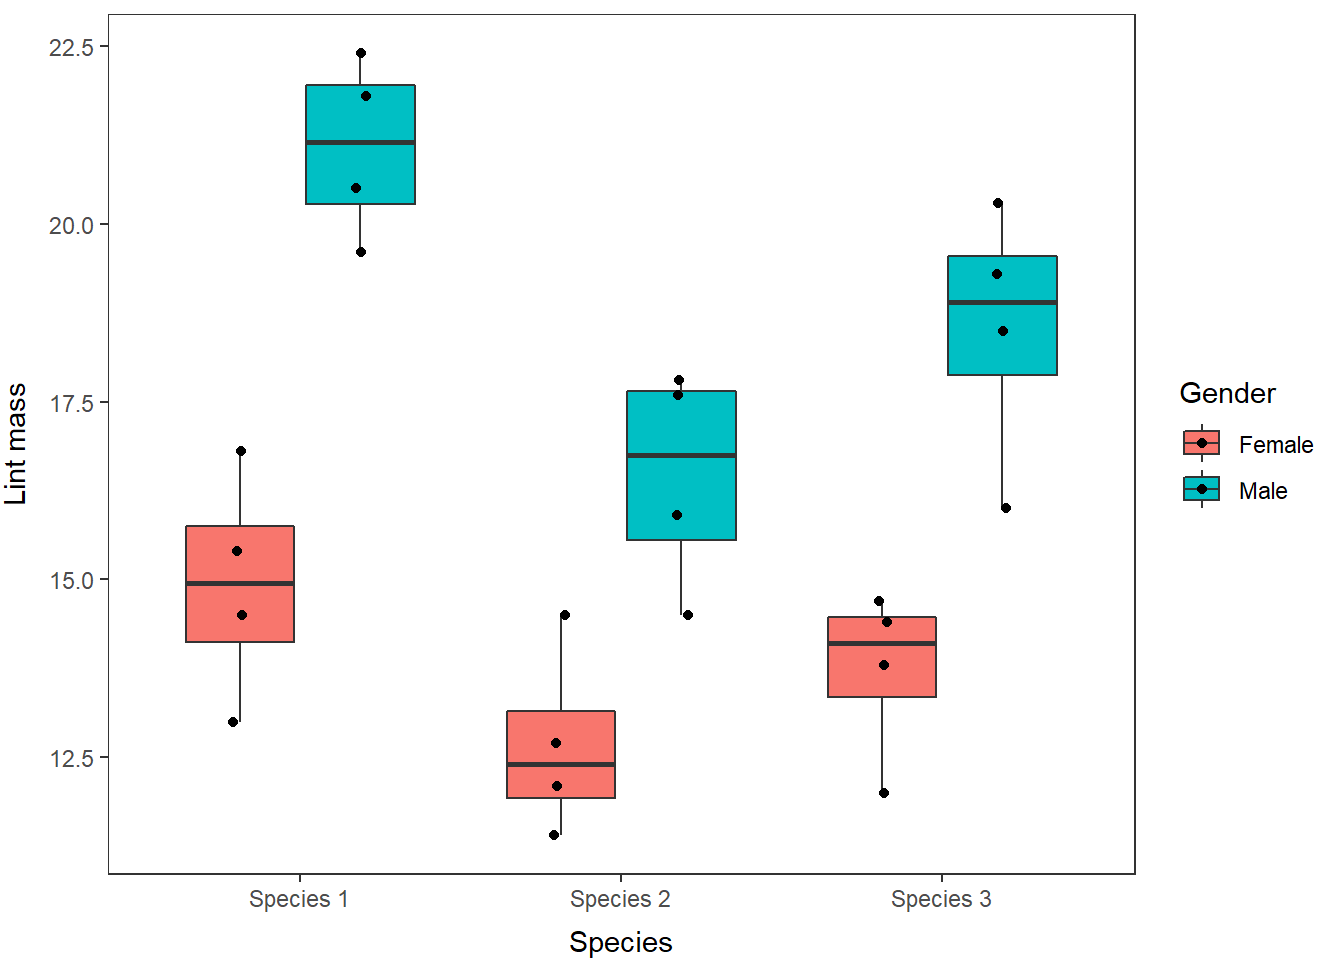 Lint mass
22.5
20.0
17.5
15.0
12.5
Species 1
Species 2
Species 3
Species
Gender
Female
Male